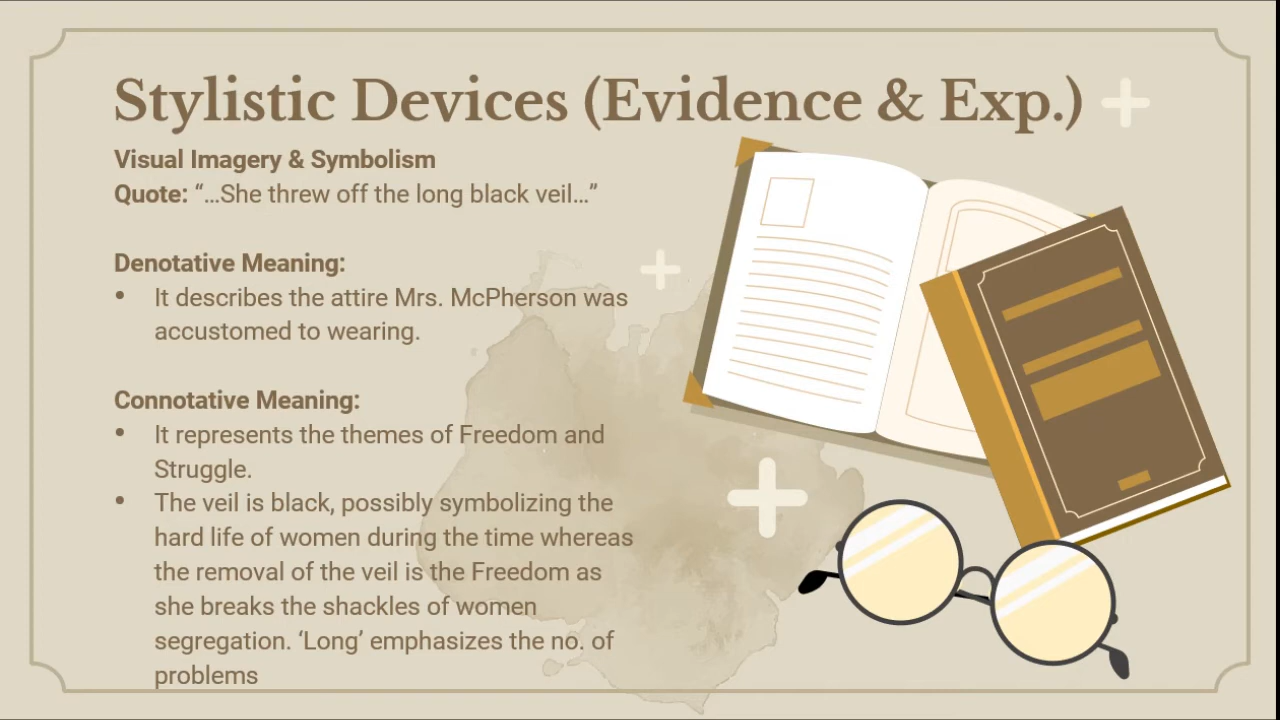 Stylistic Devices (Evidence & Exp.)
Visual Imagery & Symbolism
Quote: “…She threw off the long black veil…”
Denotative Meaning:
• It describes the attire Mrs. McPherson was
accustomed to wearing.
Connotative Meaning:
• It represents the themes of Freedom and
Struggle.
• The veil is black, possibly symbolizing the
hard life of women during the time whereas
the removal of the veil is the Freedom as
she breaks the shackles of women
segregation. ‘Long’ emphasizes the no. of
problems